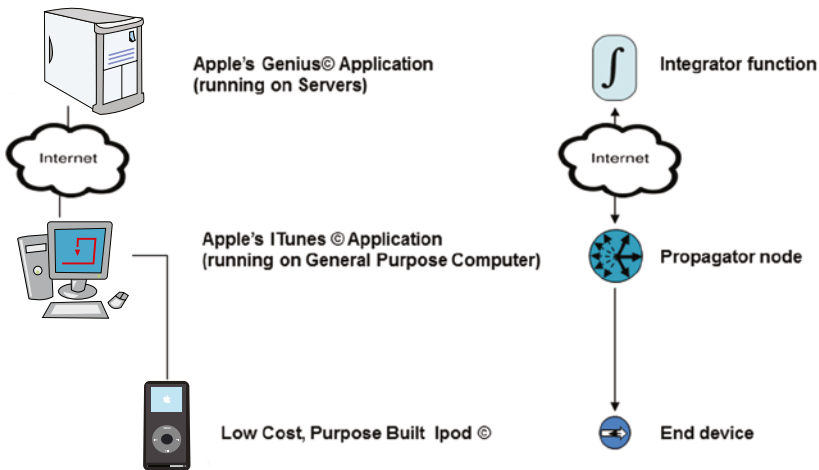 Apple's Genius© Application
(running on Servers)
∫
Integrator function
Internet
Internet
Apple's ITunes © Application
(running on General Purpose Computer)
Propagator node
Low Cost, Purpose Built Ipod ©
End device